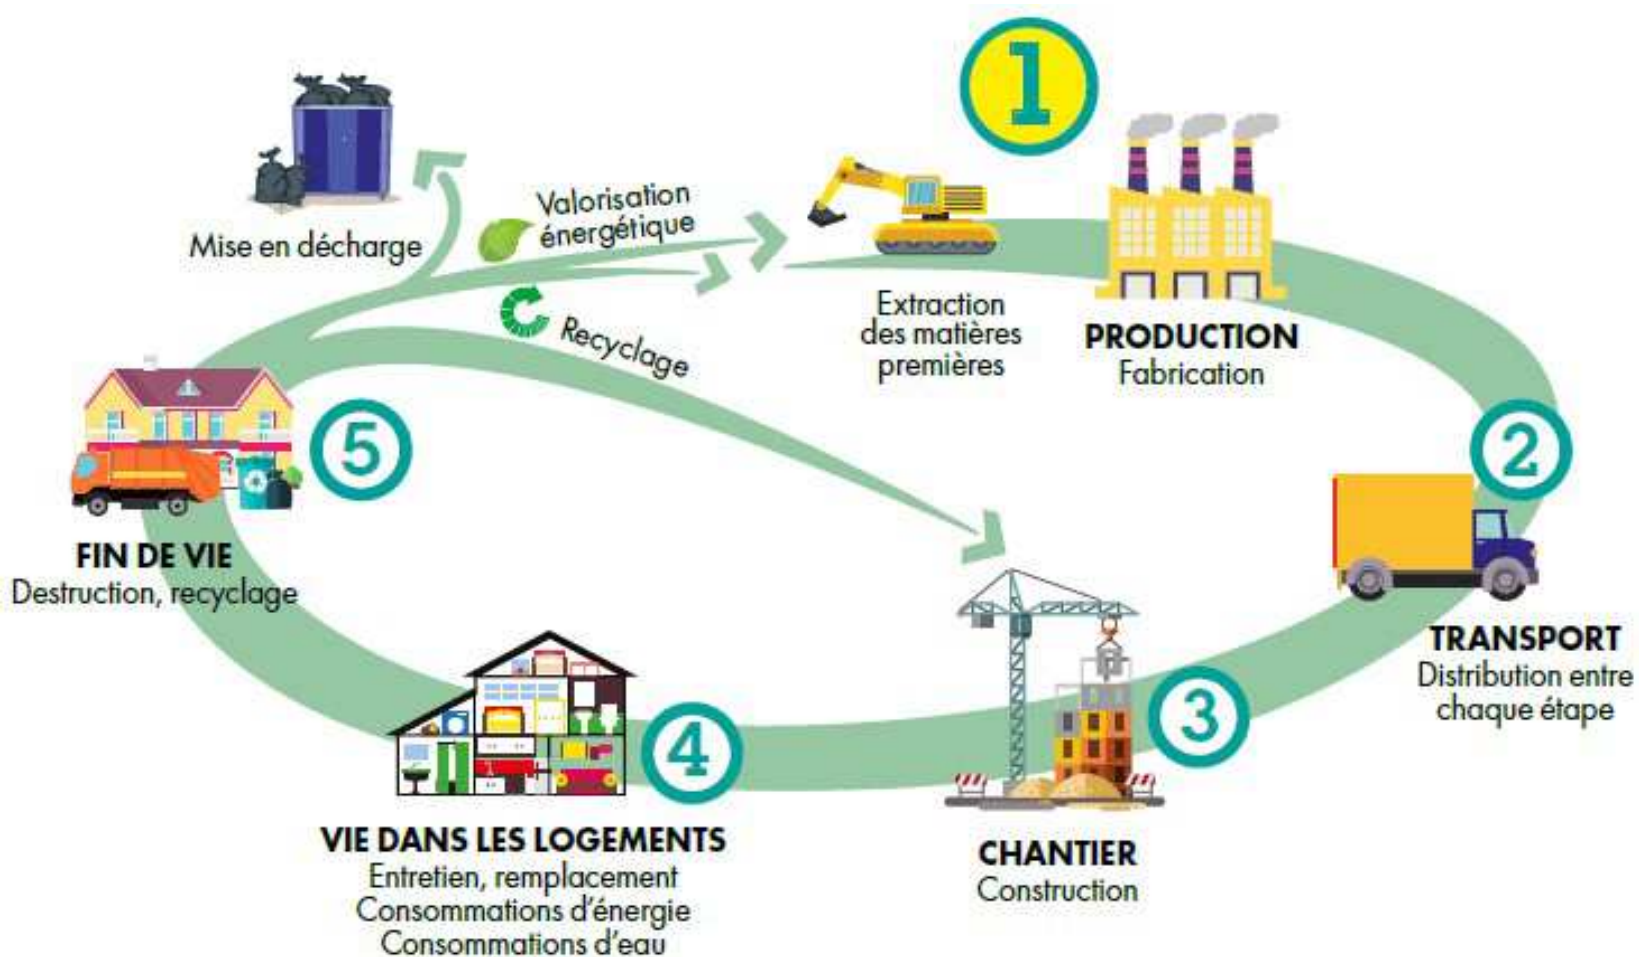 1
Mise en décharge
Valorisation
énergétique
Recyclage
Extraction
des matières
premières
PRODUCTION
Fabrication
2
TRANSPORT
Distribution entre
chaque étape
3
CHANTIER
Construction
4
VIE DANS LES LOGEMENTS
Entretien, remplacement
Consommations d'énergie
Consommations d'eau
5
FIN DE VIE
Destruction, recyclage